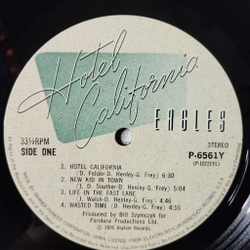 Hotel
California
EAGLES
33⅓RPM
SIDE ONE
STEREO
P-6561Y
(P-10221Y1)
1 HOTEL CALIFORNIA
(D. Felder-D. Henley-G. Frey) 6:30
2 NEW KID IN TOWN
(J. D. Souther-D. Henley-G. Frey) 5:04
3 LIFE IN THE FAST LANE
(J. Walsh-D. Henley-G. Frey) 4:46
4 WASTED TIME (D. Henley-G. Frey) 4:55
Produced by Bill Szymczyk for
Pandora Productions Ltd.
℗ 1976 ASYLUM RECORDS